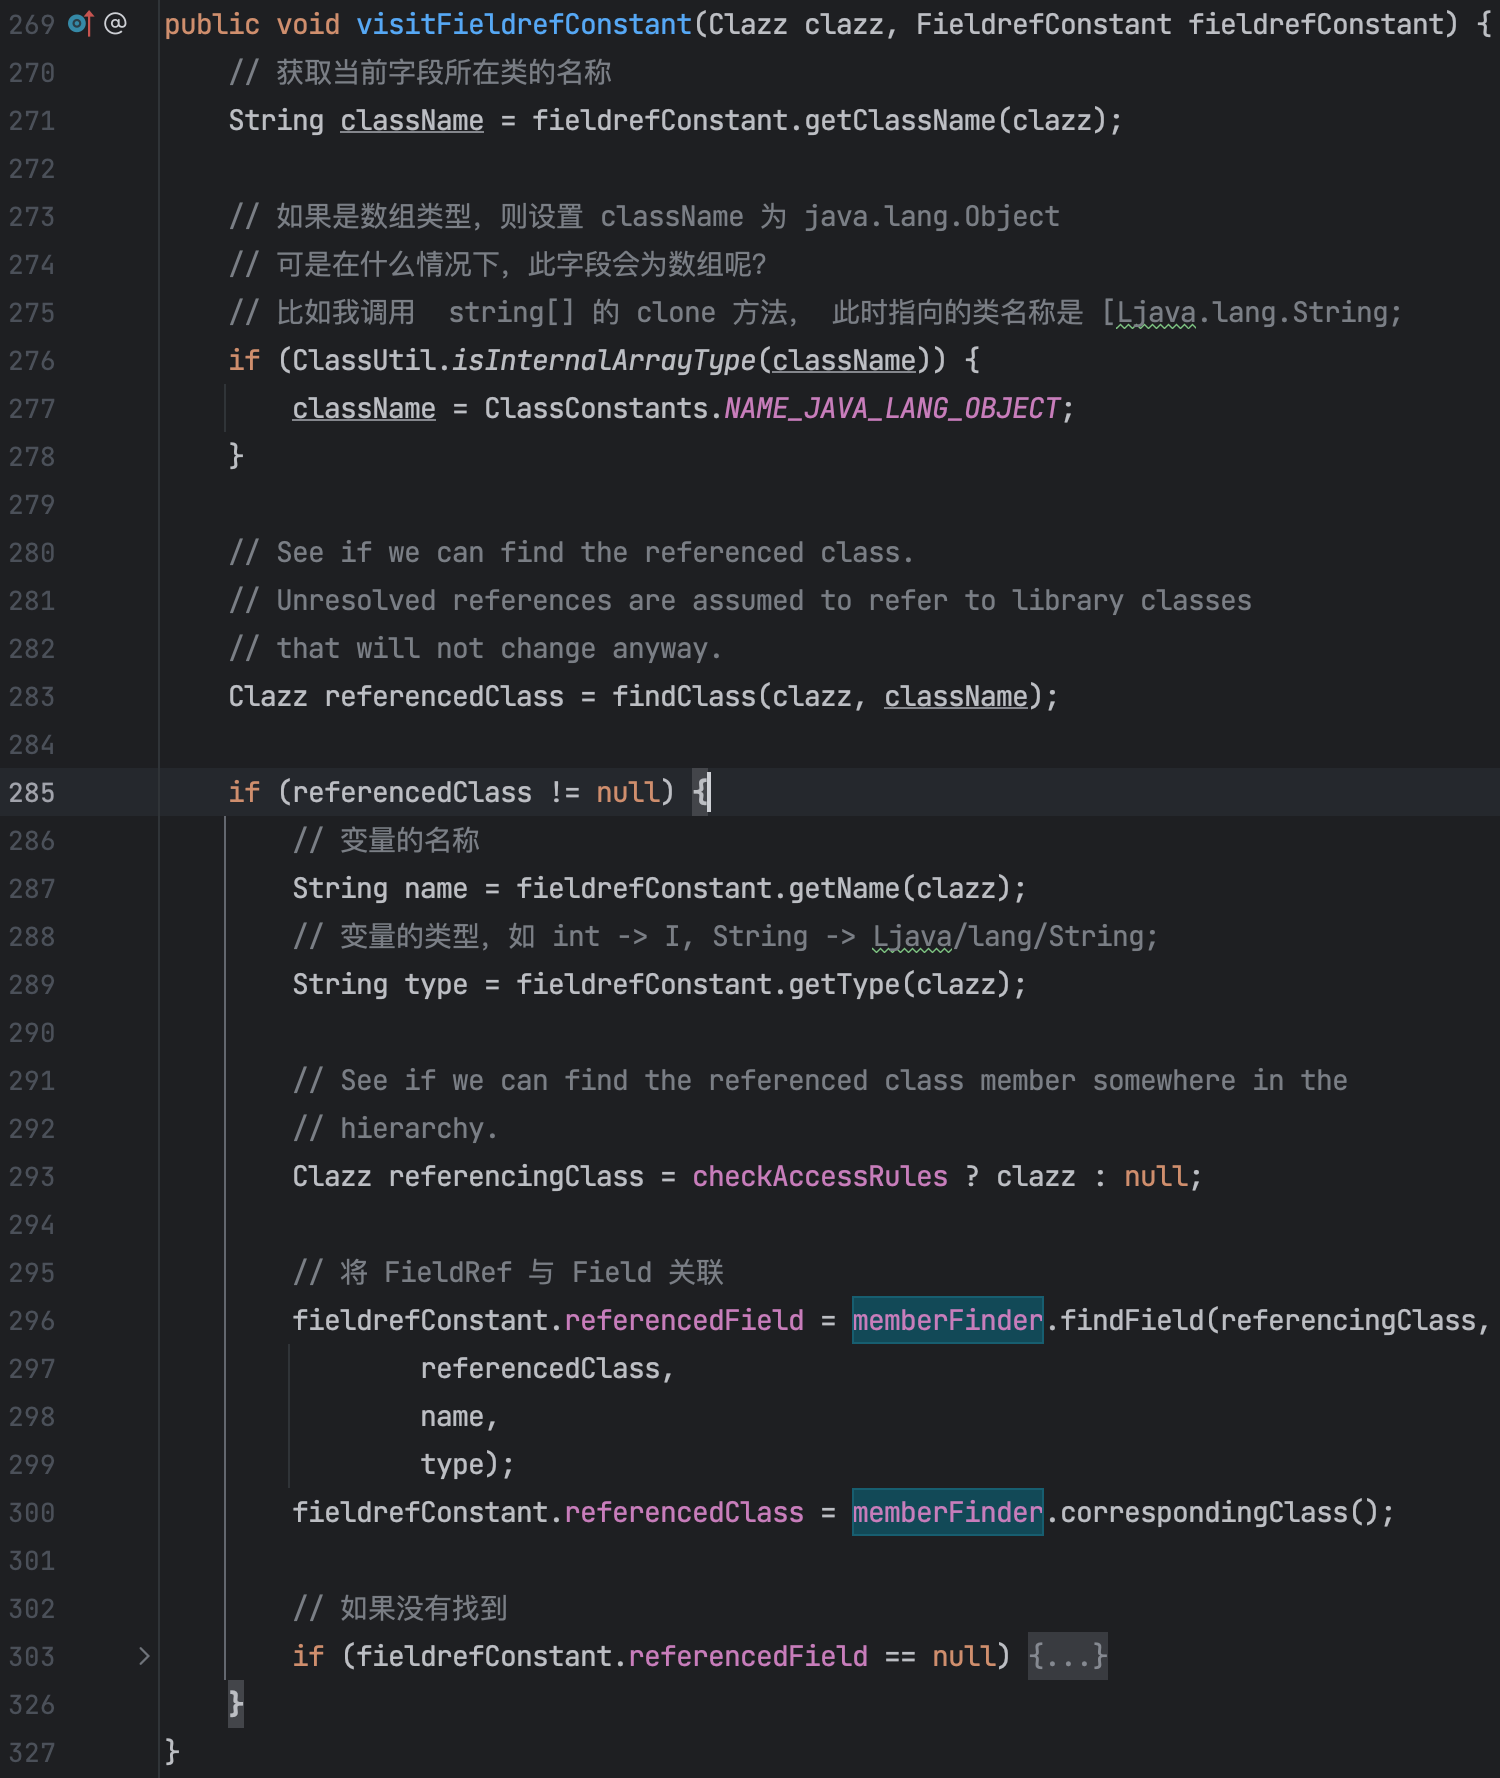 269 @ public void visitFieldrefConstant(Clazz clazz, FieldrefConstant fieldrefConstant) {
270 // 获取当前字段所在类的名称
271 String className = fieldrefConstant.getClassName(clazz);
272
273 // 如果是数组类型，则设置 className 为 java.lang.Object
274 // 可是在什么情况下，此字段会为数组呢？
275 // 比如我调用  string[] 的 clone 方法， 此时指向的类名称是 [Ljava.lang.String;
276 if (ClassUtil.isInternalArrayType(className)) {
277 className = ClassConstants.NAME_JAVA_LANG_OBJECT;
278 }
279
280 // See if we can find the referenced class.
281 // Unresolved references are assumed to refer to library classes
282 // that will not change anyway.
283 Clazz referencedClass = findClass(clazz, className);
284
285 if (referencedClass != null) {
286 // 变量的名称
287 String name = fieldrefConstant.getName(clazz);
288 // 变量的类型，如 int -> I, String -> Ljava/lang/String;
289 String type = fieldrefConstant.getType(clazz);
290
291 // See if we can find the referenced class member somewhere in the
292 // hierarchy.
293 Clazz referencingClass = checkAccessRules ? clazz : null;
294
295 // 将 FieldRef 与 Field 关联
296 fieldrefConstant.referencedField = memberFinder.findField(referencingClass,
297 referencedClass,
298 name,
299 type);
300 fieldrefConstant.referencedClass = memberFinder.correspondingClass();
301
302 // 如果没有找到
303 if (fieldrefConstant.referencedField == null) {...}
326 }
327 }